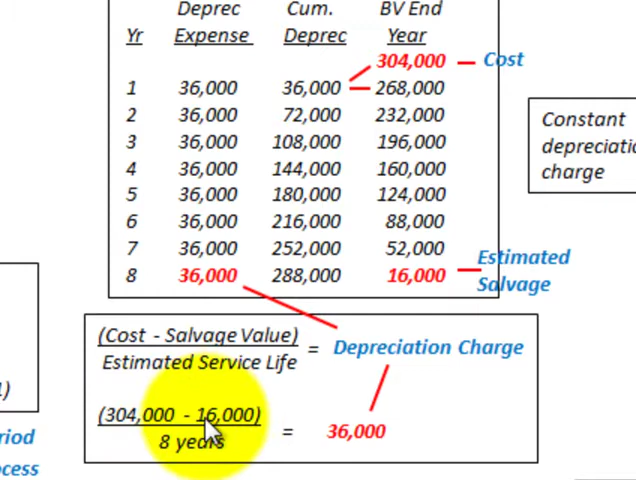 Deprec Cum. BV End
Yr Expense Deprec Year
304,000 Cost
1 36,000 36,000 268,000
2 36,000 72,000 232,000
3 36,000 108,000 196,000
4 36,000 144,000 160,000
5 36,000 180,000 124,000
6 36,000 216,000 88,000
7 36,000 252,000 52,000
8 36,000 288,000 16,000
Estimated
Salvage
Constant
charge
(Cost - Salvage Value)
Estimated Service Life
= Depreciation Charge
(304,000 - 16,000)
8 years
= 36,000